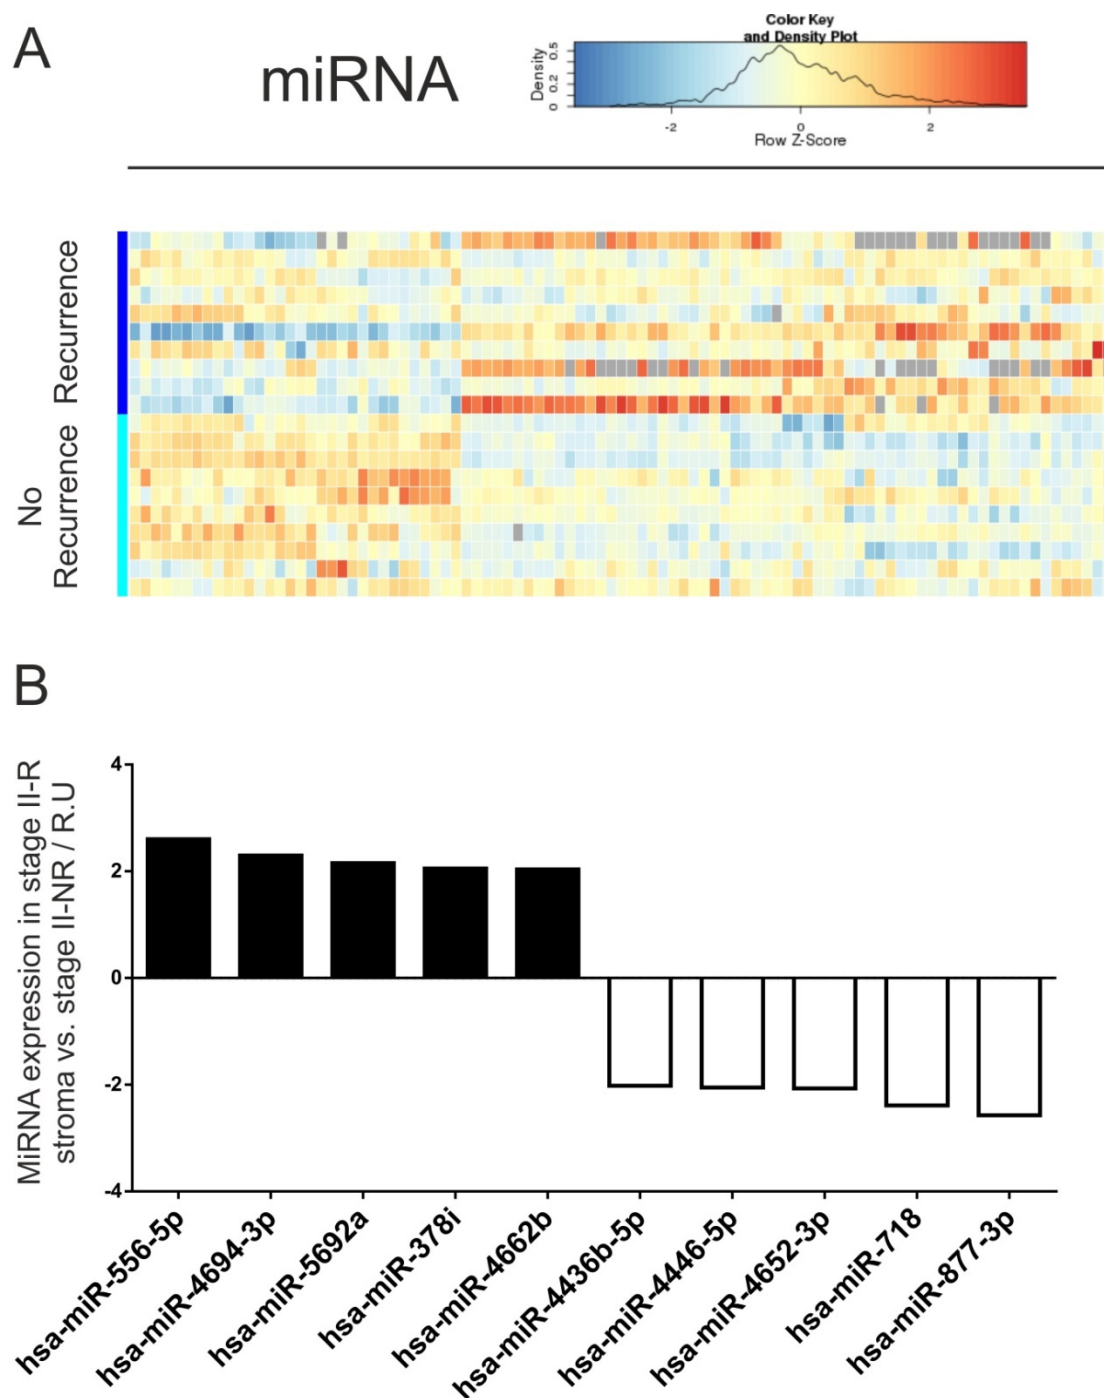 A
miRNA
Color Key
and Density Plot
Density
0 0.2 0.5
-2 0 2
Row Z-Score
Recurrence
No
Recurrence
B
MiRNA expression in stage II-R
stroma vs. stage II-NR / R.U
4
2
0
-2
-4
hsa-miR-556-5p
hsa-miR-4694-3p
hsa-miR-5692a
hsa-miR-378i
hsa-miR-4662b
hsa-miR-4436b-5p
hsa-miR-4446-5p
hsa-miR-4652-3p
hsa-miR-718
hsa-miR-877-3p